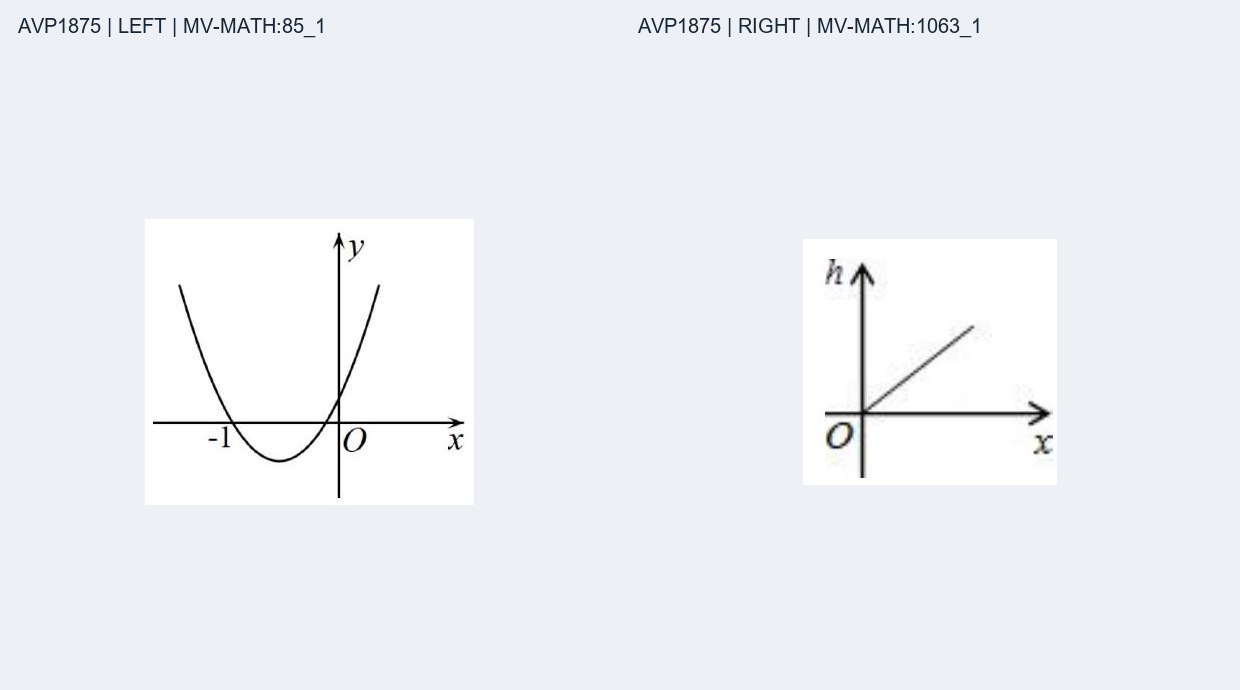 AVP1875 | LEFT | MV-MATH:85_1
AVP1875 | RIGHT | MV-MATH:1063_1
y
-1
O
x
h
O
x